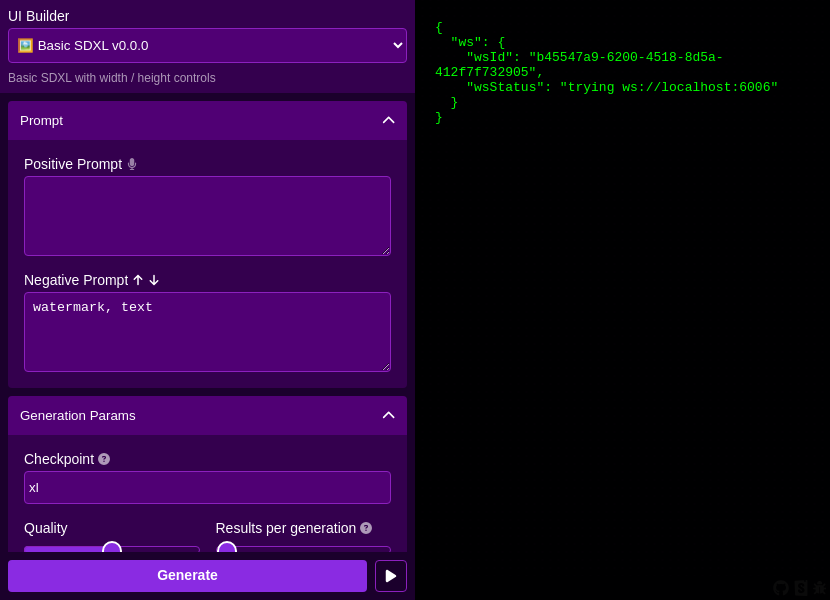 UI Builder
🖼️ Basic SDXL v0.0.0
Basic SDXL with width / height controls
Prompt
Positive Prompt
Negative Prompt
watermark, text
Generation Params
Checkpoint
xl
Quality
Results per generation
Generate
{
  "ws": {
    "wsId": "b45547a9-6200-4518-8d5a-
412f7f732905",
    "wsStatus": "trying ws://localhost:6006"
  }
}